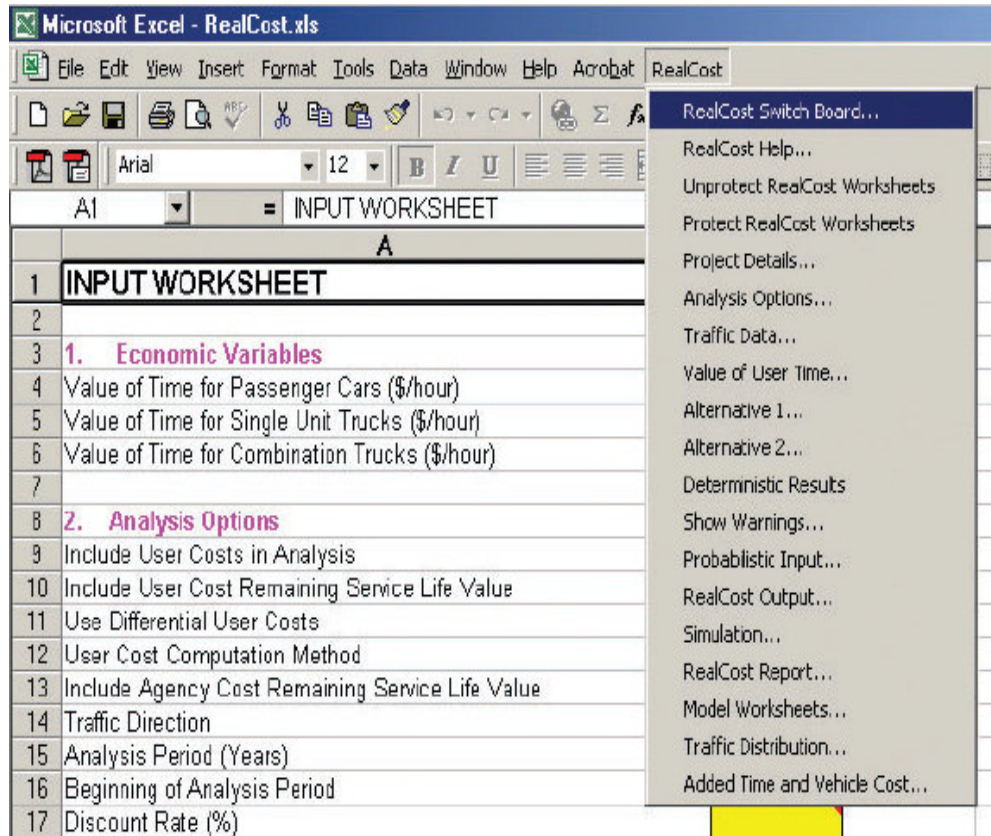 Microsoft Excel - RealCost.xls
File Edit View Insert Format Tools Data Window Help Acrobat RealCost
Arial 12 B I U
A1 = INPUT WORKSHEET
A
1 INPUT WORKSHEET
2
3 1. Economic Variables
4 Value of Time for Passenger Cars ($/hour)
5 Value of Time for Single Unit Trucks ($/hour)
6 Value of Time for Combination Trucks ($/hour)
7
8 2. Analysis Options
9 Include User Costs in Analysis
10 Include User Cost Remaining Service Life Value
11 Use Differential User Costs
12 User Cost Computation Method
13 Include Agency Cost Remaining Service Life Value
14 Traffic Direction
15 Analysis Period (Years)
16 Beginning of Analysis Period
17 Discount Rate (%)
RealCost Switch Board...
RealCost Help...
Unprotect RealCost Worksheets
Protect RealCost Worksheets
Project Details...
Analysis Options...
Traffic Data...
Value of User Time...
Alternative 1...
Alternative 2...
Deterministic Results
Show Warnings...
Probablistic Input...
RealCost Output...
Simulation...
RealCost Report...
Model Worksheets...
Traffic Distribution...
Added Time and Vehicle Cost...